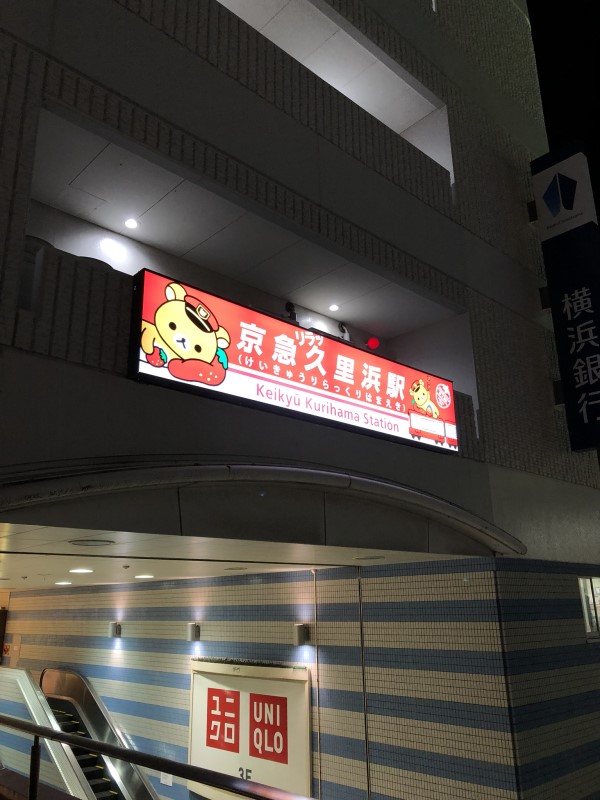 リラッ
京急久里浜駅
(けいきゅうりらっくりはまえき)
Keikyū Kurihama Station
横浜銀行
ユニクロ
UNIQLO
3F